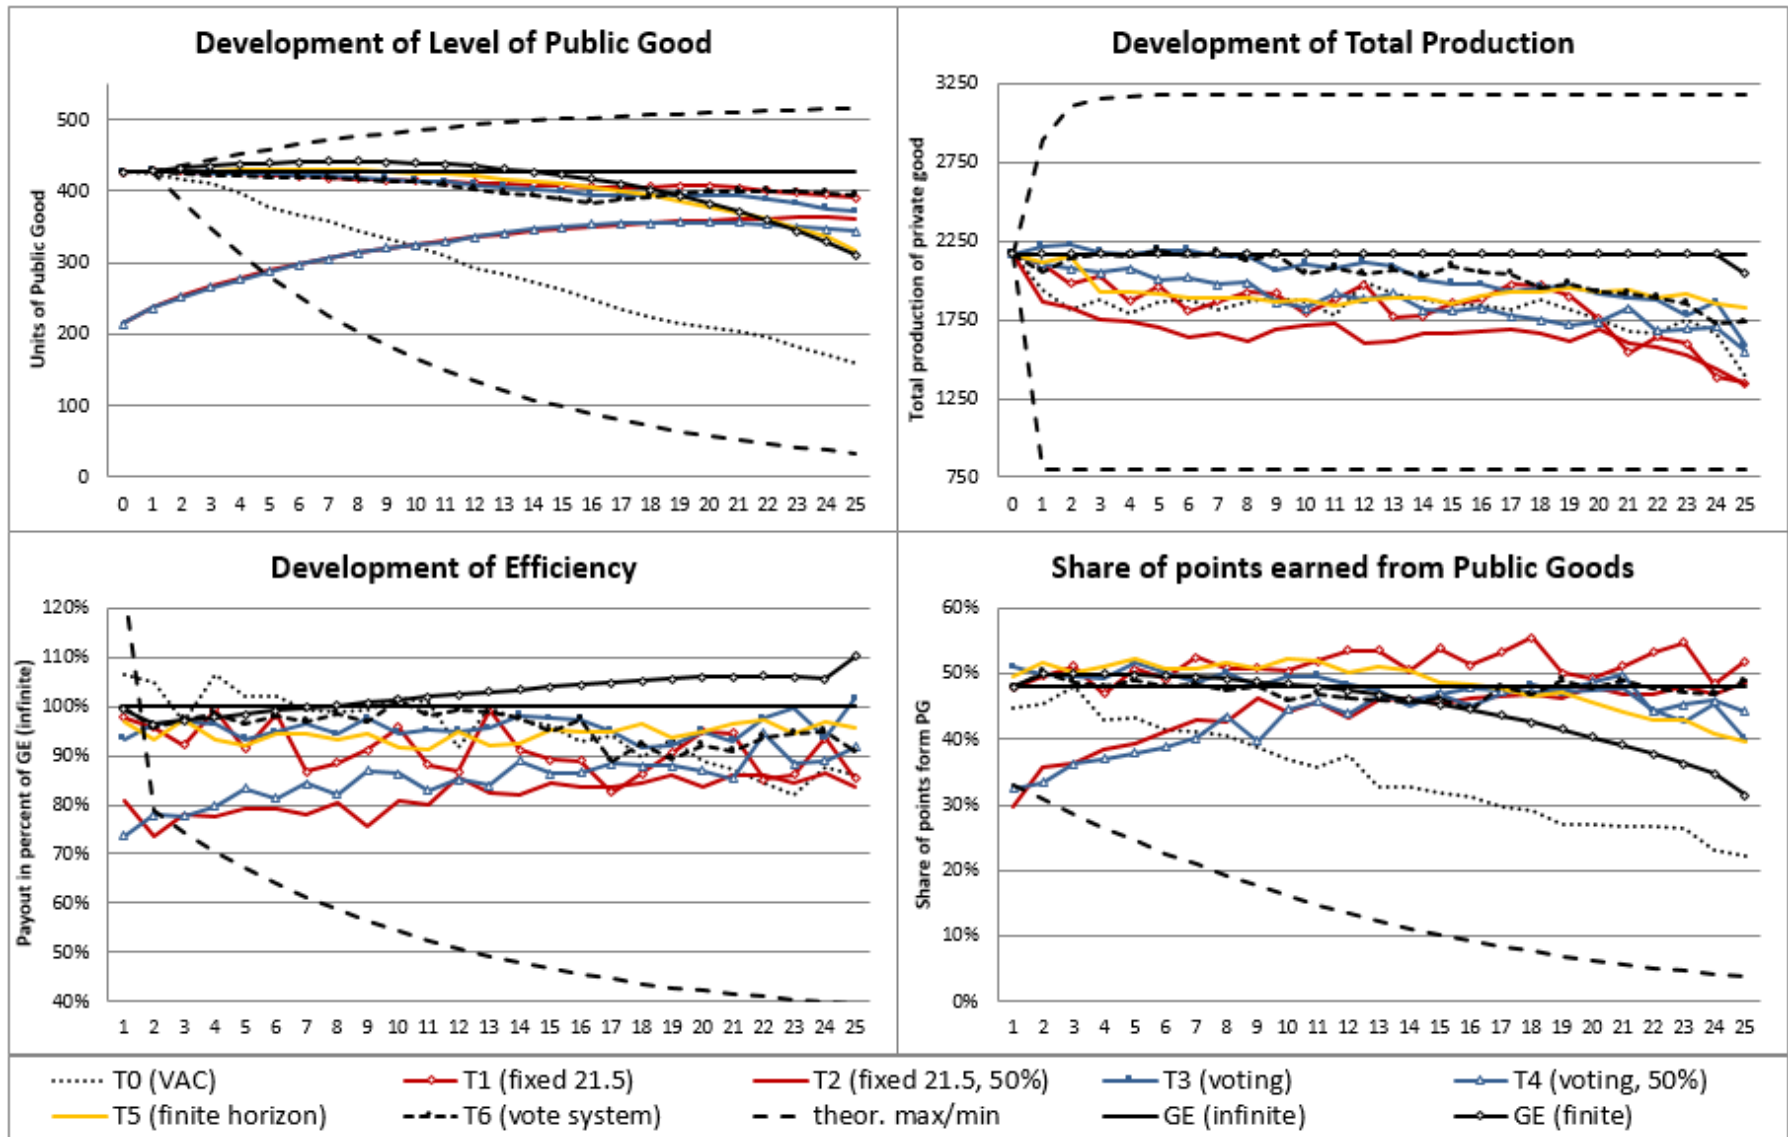 Development of Level of Public Good
Units of Public Good
500
400
300
200
100
0
0 1 2 3 4 5 6 7 8 9 10 11 12 13 14 15 16 17 18 19 20 21 22 23 24 25
Development of Total Production
Total production of private good
3250
2750
2250
1750
1250
750
0 1 2 3 4 5 6 7 8 9 10 11 12 13 14 15 16 17 18 19 20 21 22 23 24 25
Development of Efficiency
Payout in percent of GE (infinite)
120%
110%
100%
90%
80%
70%
60%
50%
40%
1 2 3 4 5 6 7 8 9 10 11 12 13 14 15 16 17 18 19 20 21 22 23 24 25
Share of points earned from Public Goods
Share of points form PG
60%
50%
40%
30%
20%
10%
0%
1 2 3 4 5 6 7 8 9 10 11 12 13 14 15 16 17 18 19 20 21 22 23 24 25
T0 (VAC) T1 (fixed 21.5) T2 (fixed 21.5, 50%) T3 (voting) T4 (voting, 50%)
T5 (finite horizon) T6 (vote system) theor. max/min GE (infinite) GE (finite)